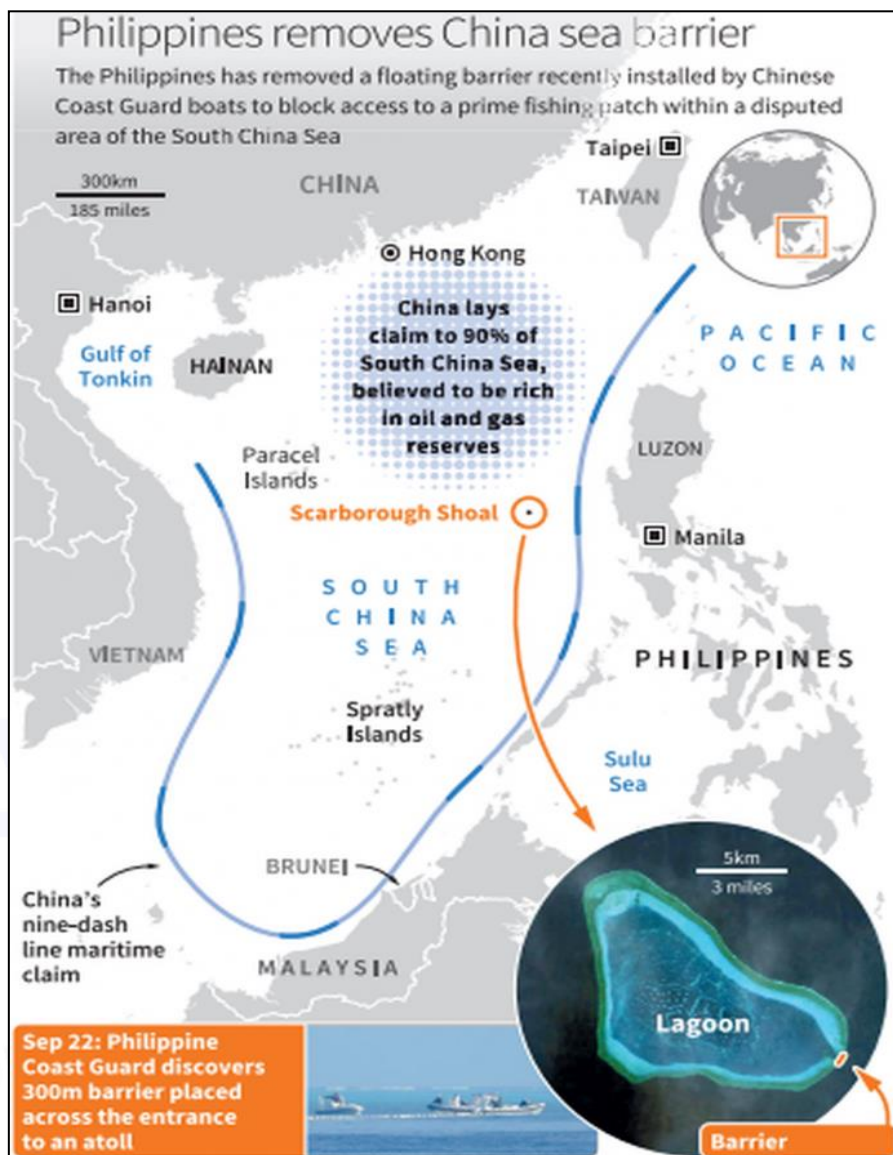 Philippines removes China sea barrier
The Philippines has removed a floating barrier recently installed by Chinese
Coast Guard boats to block access to a prime fishing patch within a disputed
area of the South China Sea
300km
185 miles
CHINA
Taipei
TAIWAN
Hong Kong
Hanoi
Gulf of
Tonkin
HAINAN
China lays
claim to 90% of
South China Sea,
believed to be rich
in oil and gas
reserves
PACIFIC
OCEAN
LUZON
Paracel
Islands
Scarborough Shoal
Manila
SOUTH
CHINA
SEA
VIETNAM
PHILIPPINES
Spratly
Islands
Sulu
Sea
BRUNEI
China's
nine-dash
line maritime
claim
MALAYSIA
5km
3 miles
Lagoon
Sep 22: Philippine
Coast Guard discovers
300m barrier placed
across the entrance
to an atoll
Barrier